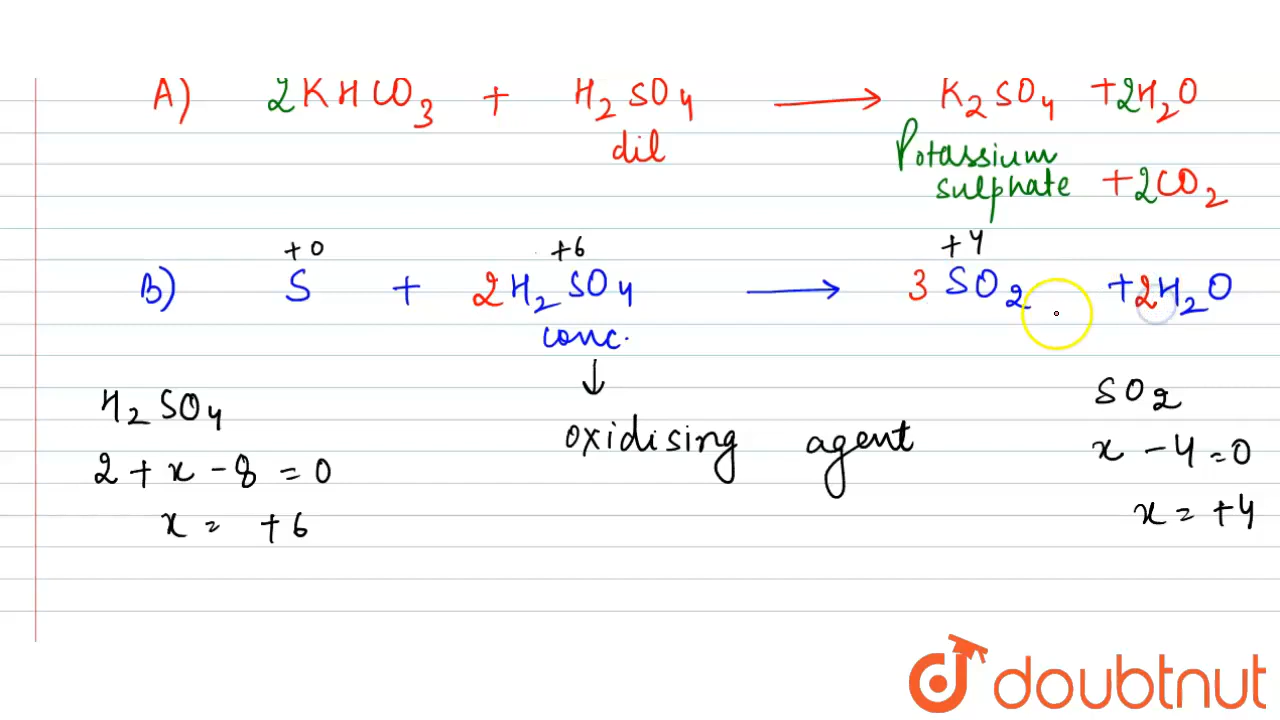 A) 2KHCO3 + H2SO4 ⟶ K2SO4 + 2H2O
dil
Potassium
sulphate + 2CO2
+0 +6 +4
B) S + 2H2SO4 ⟶ 3SO2 + 2H2O
conc.
↓
H2SO4
2 + x - 8 = 0
x = +6
oxidising agent
SO2
x - 4 = 0
x = +4
doubtnut